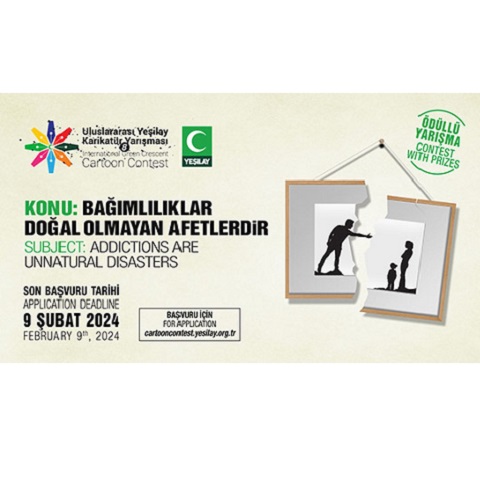 Uluslararası Yeşilay
Karikatür Yarışması
International Green Crescent
Cartoon Contest
YEŞİLAY
ÖDÜLLÜ
YARIŞMA
CONTEST
WITH PRIZES
KONU: BAĞIMLILIKLAR
DOĞAL OLMAYAN AFETLERDİR
SUBJECT: ADDICTIONS ARE
UNNATURAL DISASTERS
SON BAŞVURU TARİHİ
APPLICATION DEADLINE
9 ŞUBAT 2024
FEBRUARY 9th, 2024
BAŞVURU İÇİN
FOR APPLICATION
cartooncontest.yesilay.org.tr